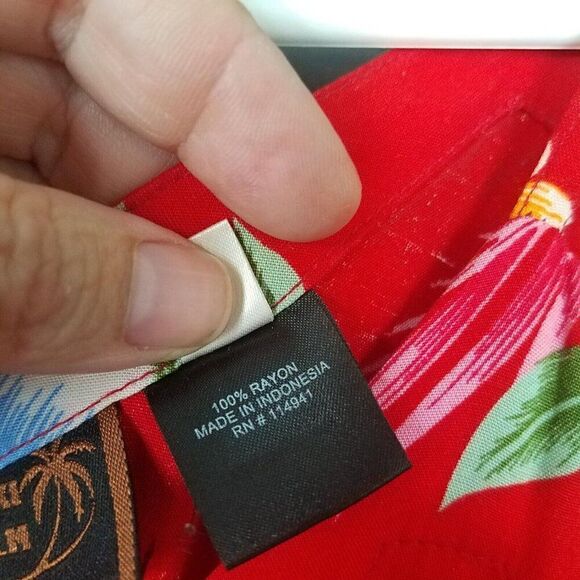 100% RAYON
MADE IN INDONESIA
RN # 114941